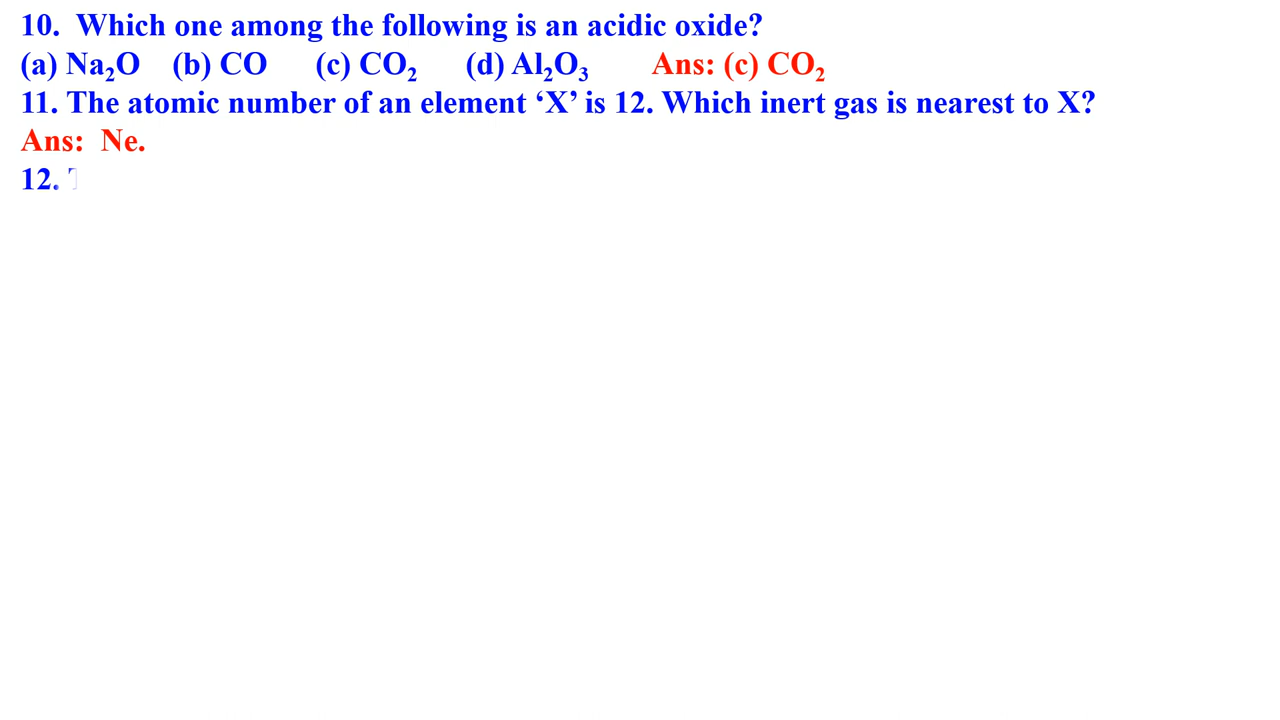 10. Which one among the following is an acidic oxide?
(a) Na₂O (b) CO (c) CO₂ (d) Al₂O₃ Ans: (c) CO₂
11. The atomic number of an element ‘X’ is 12. Which inert gas is nearest to X?
Ans: Ne.
12.